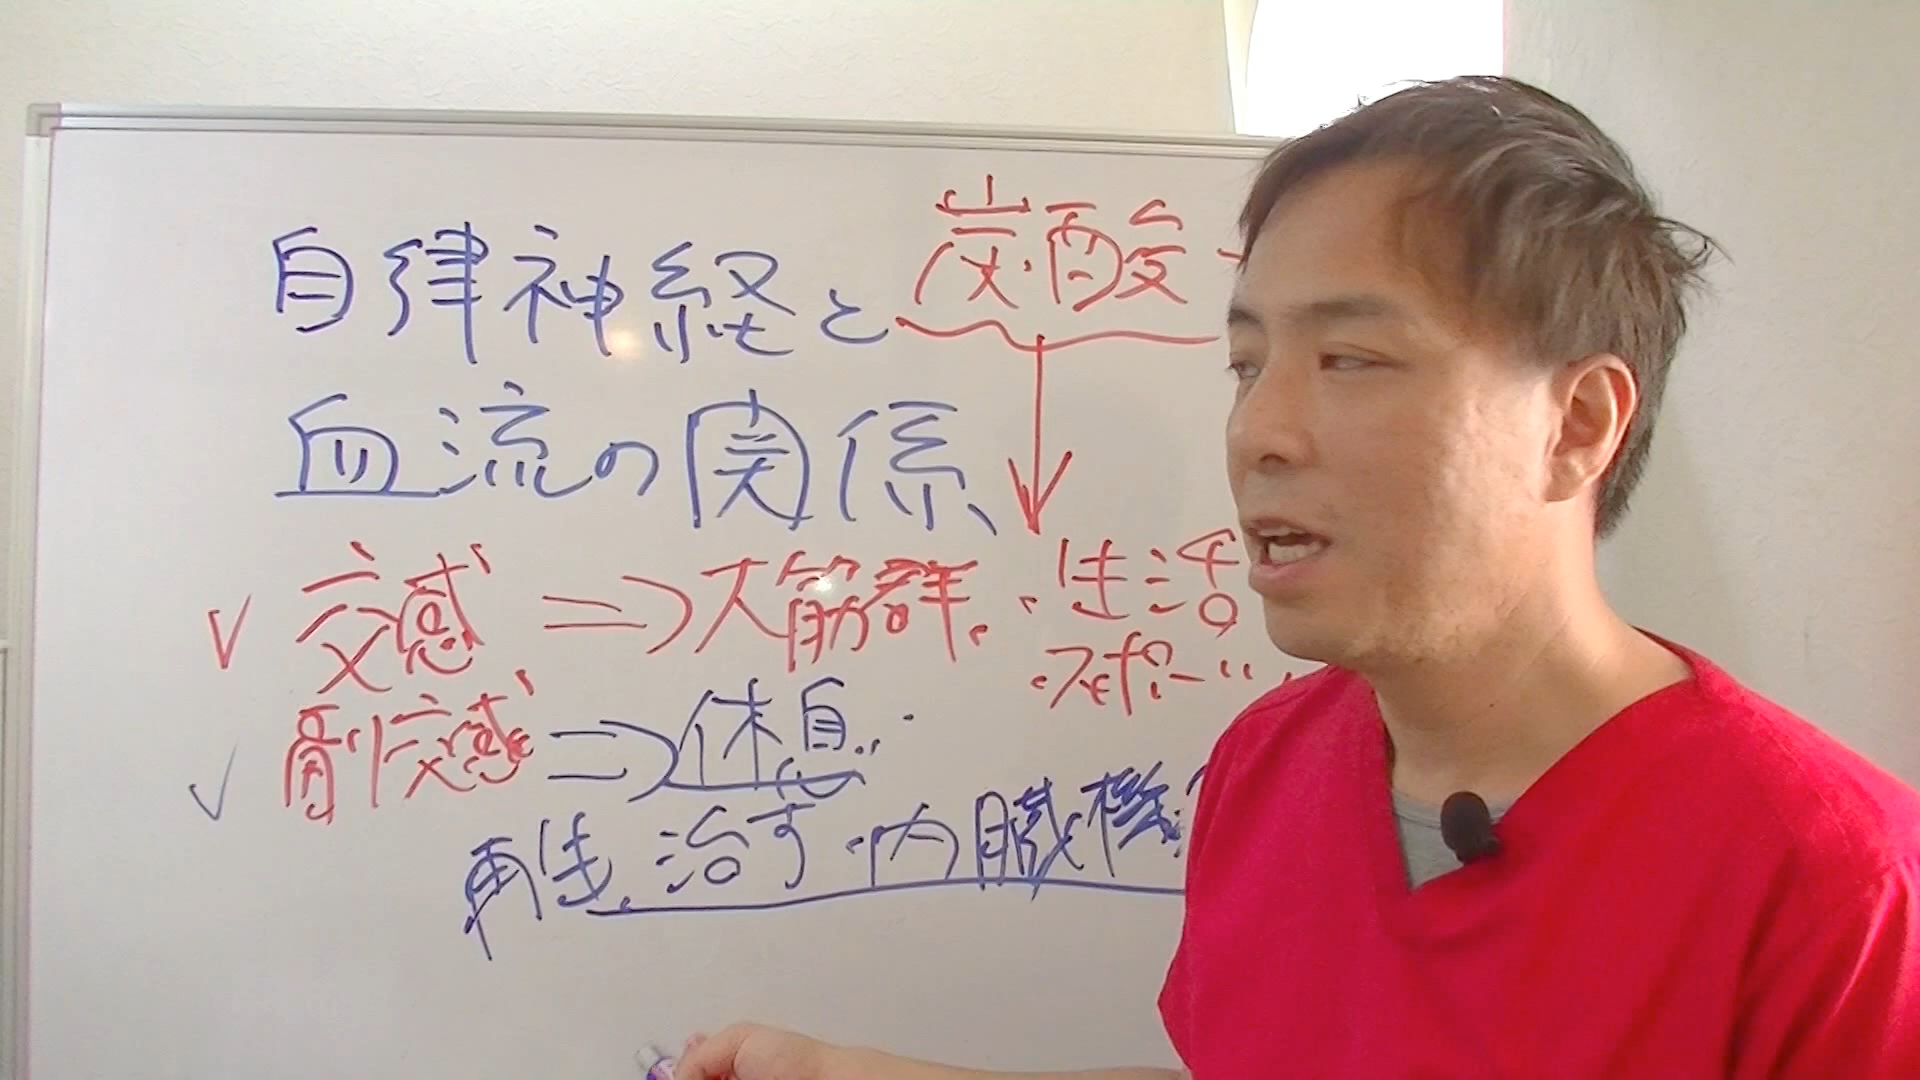 自律神経と
炭酸
血流の関係
交感⇒大筋群.・生活
・スポー
副交感⇒休息
再生.治す・内臓機